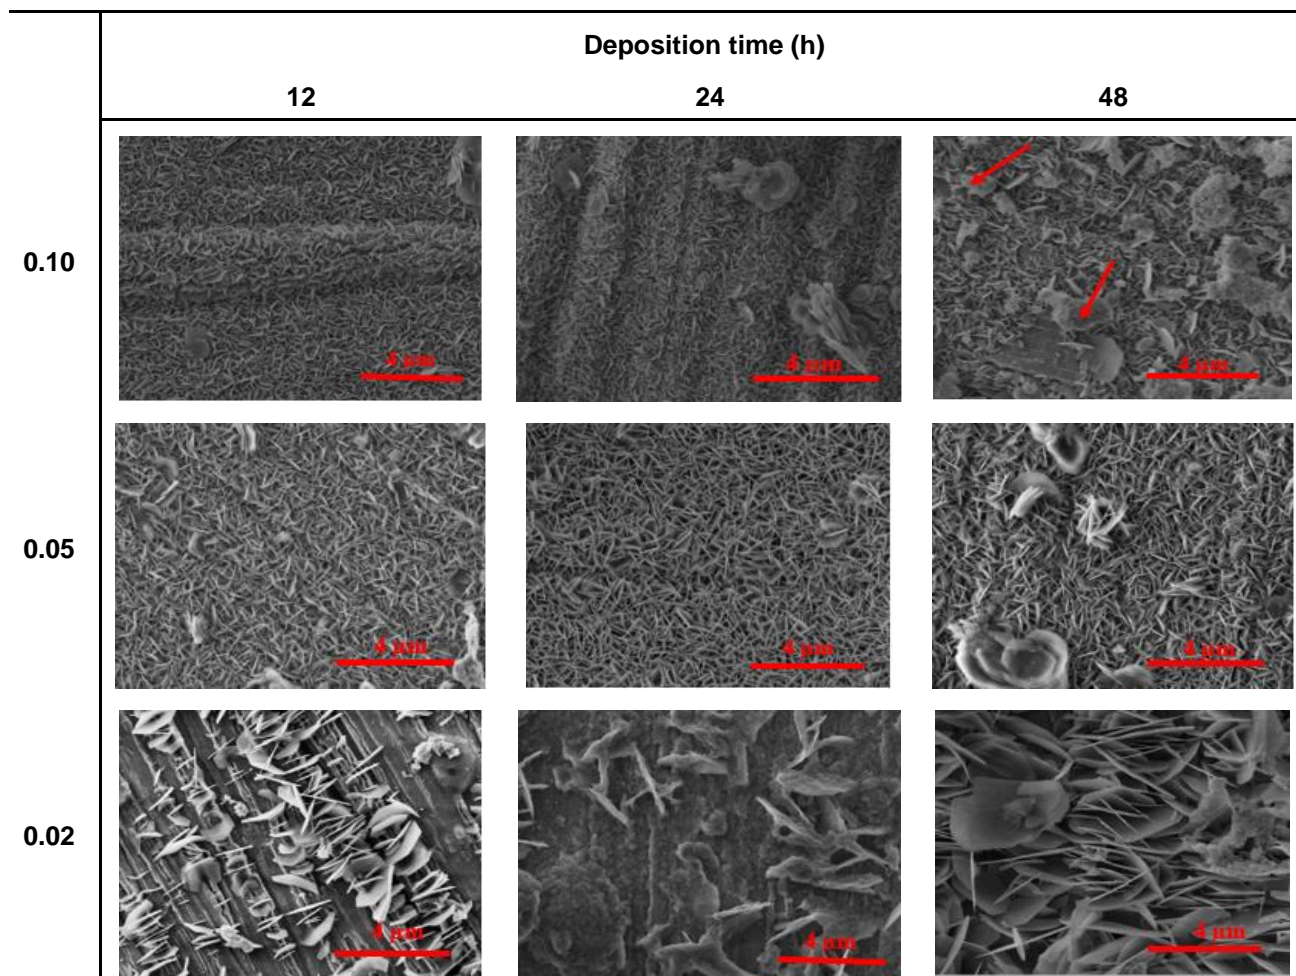 Deposition time (h)
12 24 48
0.10
4 µm 4 µm 4 µm
0.05
4 µm 4 µm 4 µm
0.02
4 µm 4 µm 4 µm